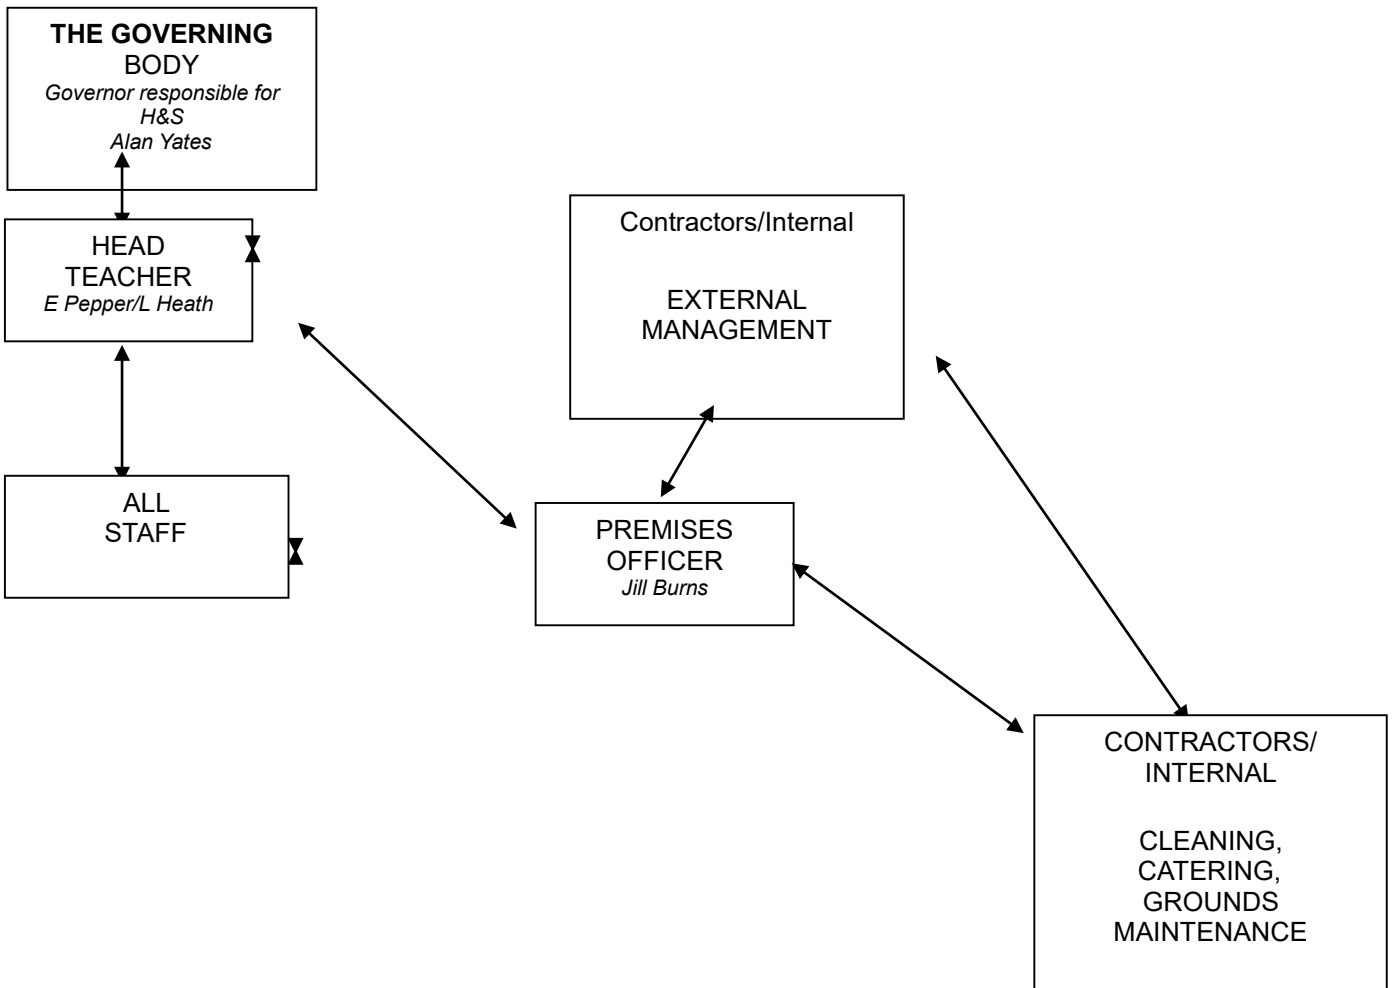 THE GOVERNING
BODY
Governor responsible for
H&S
Alan Yates
HEAD
TEACHER
E Pepper/L Heath
ALL
STAFF
Contractors/Internal
EXTERNAL
MANAGEMENT
PREMISES
OFFICER
Jill Burns
CONTRACTORS/
INTERNAL
CLEANING,
CATERING,
GROUNDS
MAINTENANCE